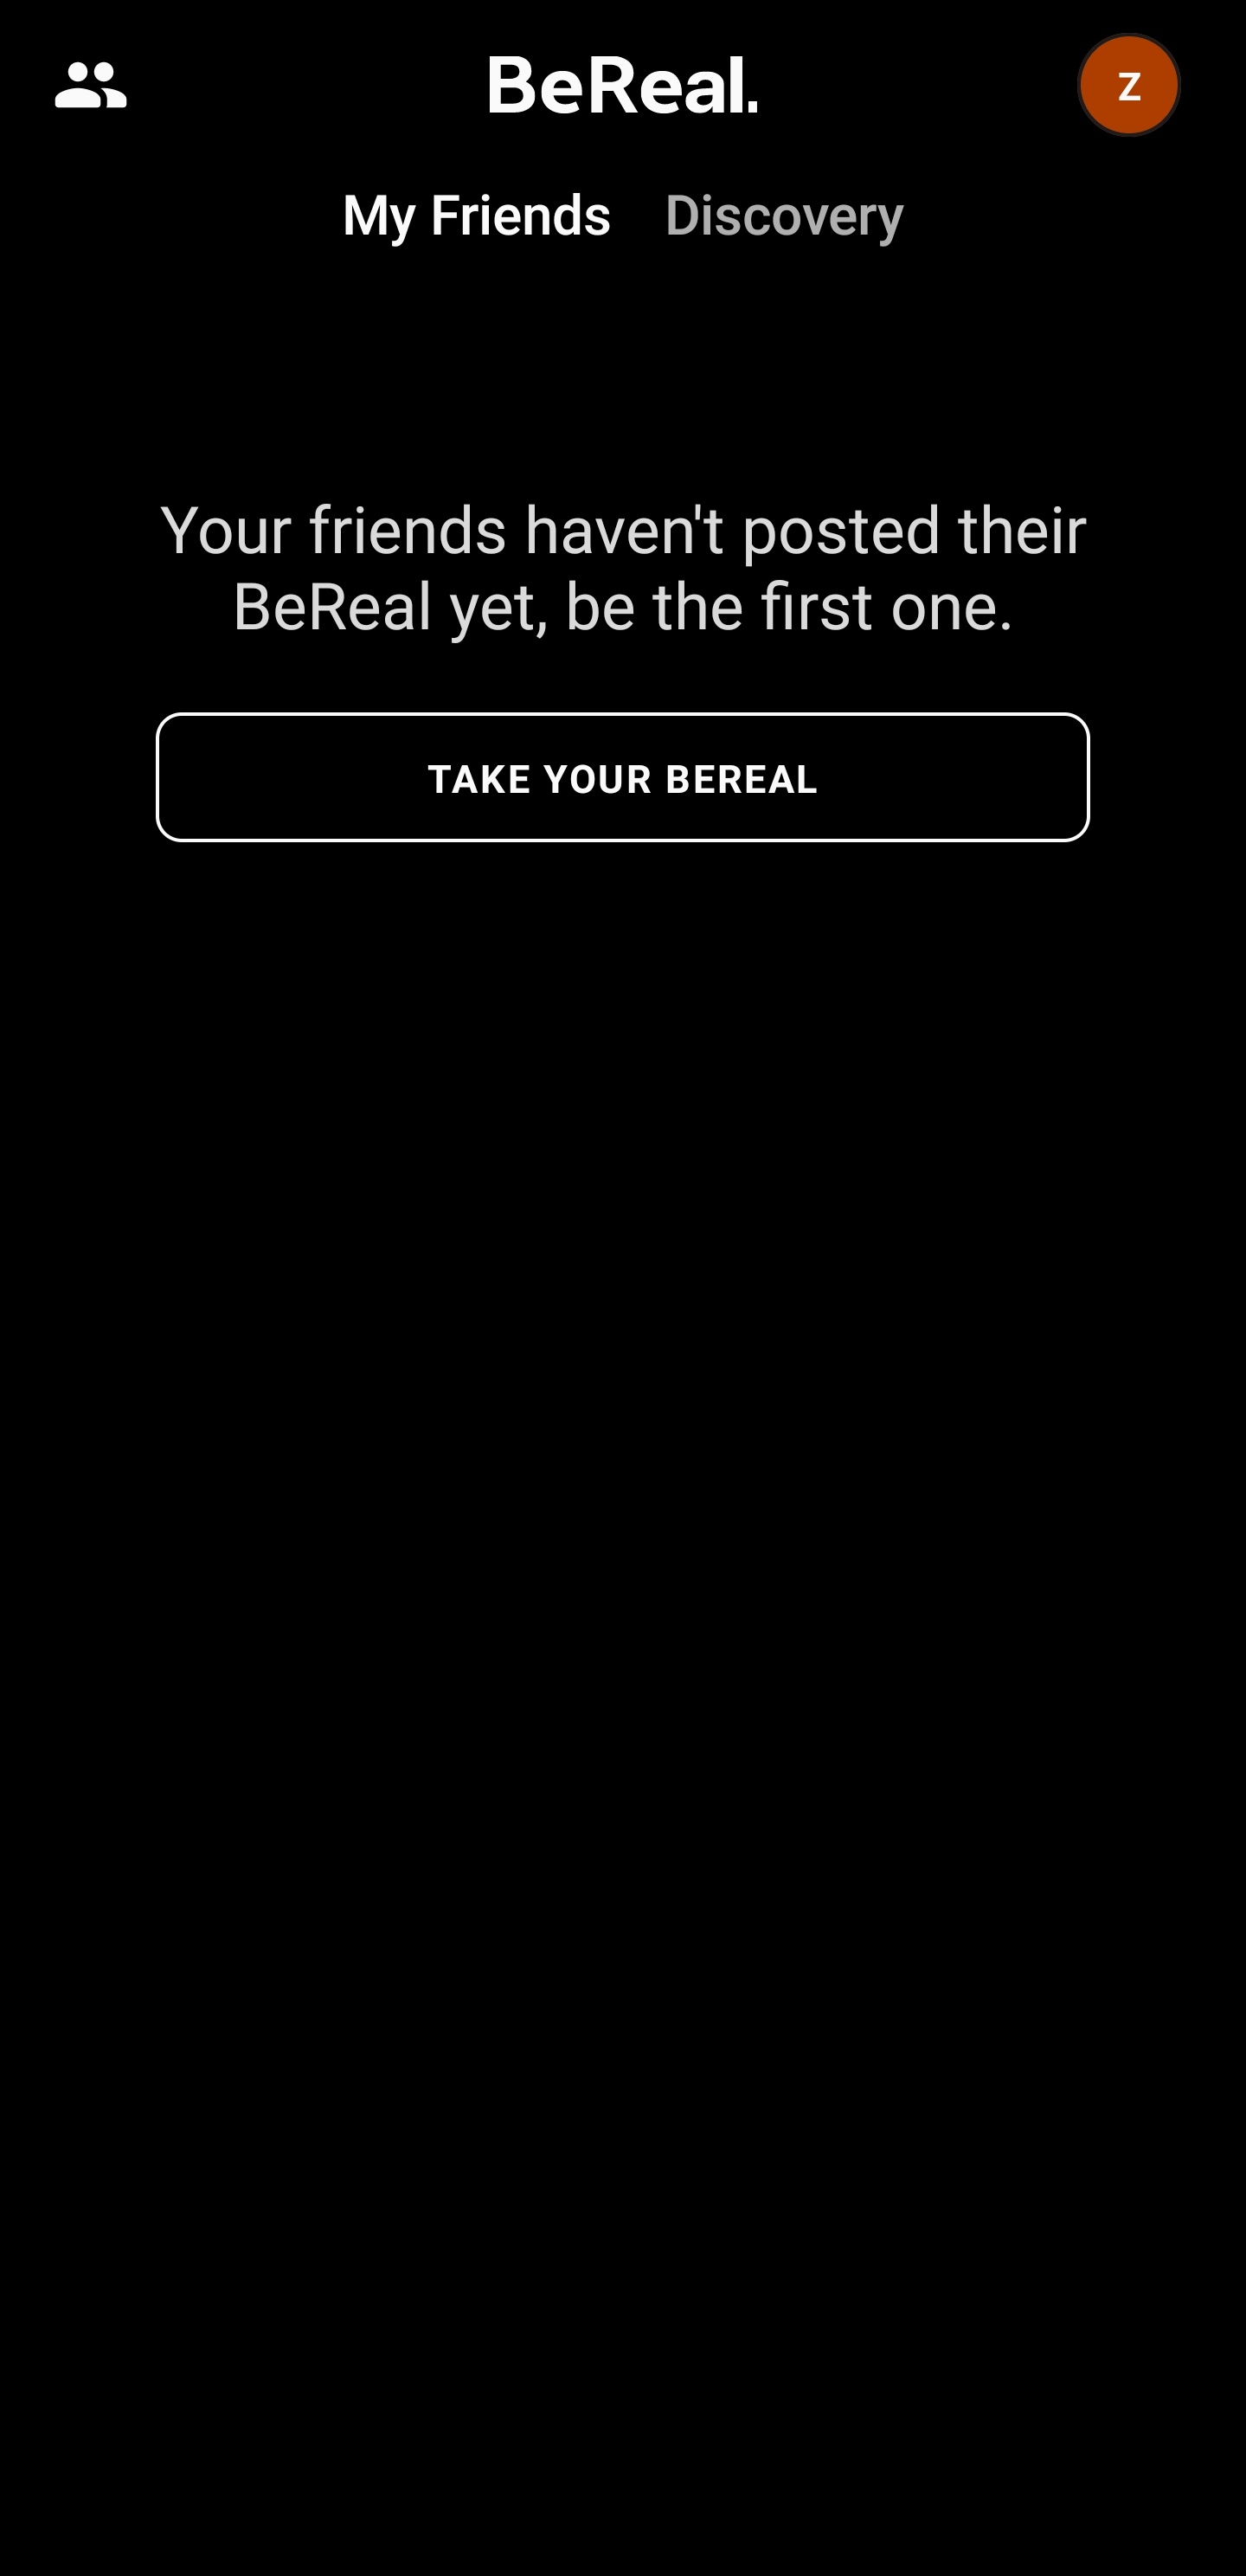 BeReal.
Z
My Friends Discovery
Your friends haven't posted their
BeReal yet, be the first one.
TAKE YOUR BEREAL